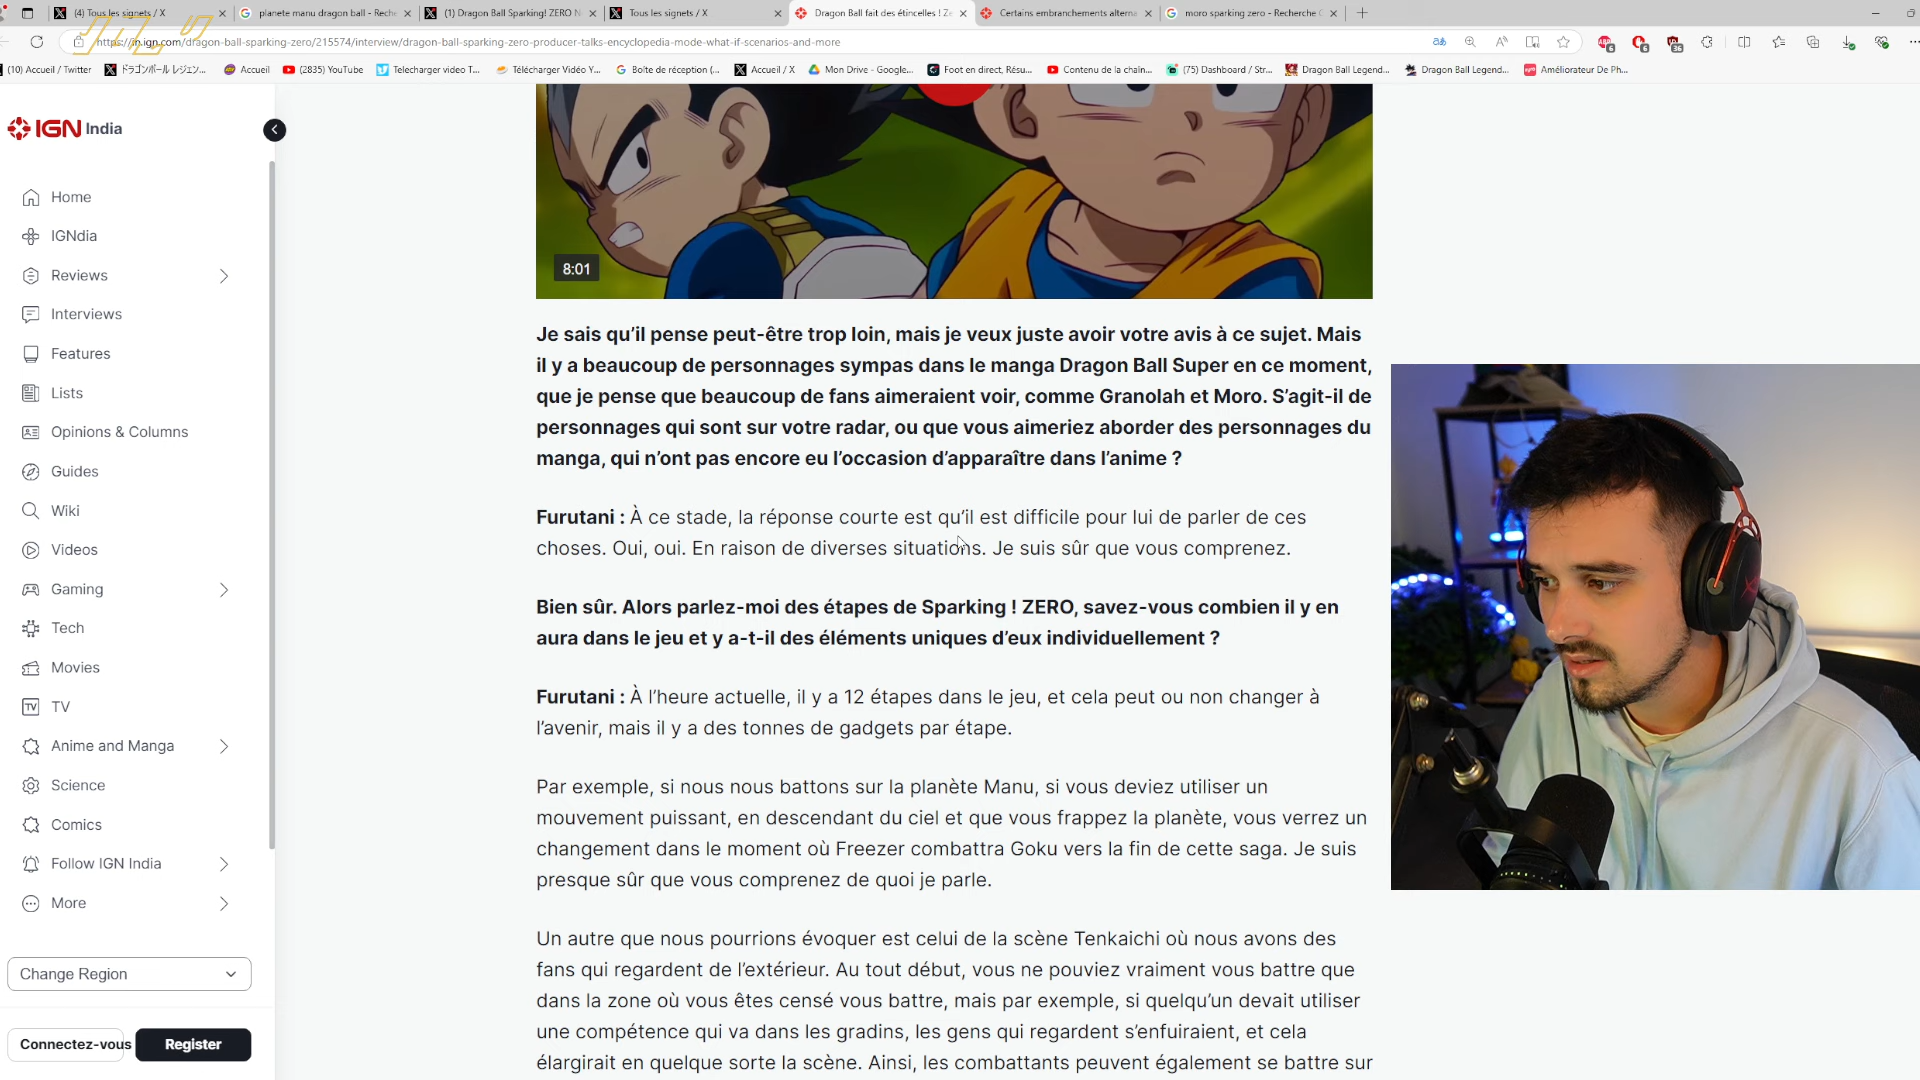 (4) Tous les signets / X
planete manu dragon ball - Rech
(1) Dragon Ball Sparking! ZERO N
Tous les signets / X
Dragon Ball fait des étincelles ! Ze
Certains embranchements alterna
moro sparking zero - Recherche
https://in.ign.com/dragon-ball-sparking-zero/215574/interview/dragon-ball-sparking-zero-producer-talks-encyclopedia-mode-what-if-scenarios-and-more
(10) Accueil / Twitter
ドラゴンボール レジェン...
Accueil
(2835) YouTube
Telecharger video T...
Télécharger Vidéo Y...
Boîte de réception (...
Accueil / X
Mon Drive - Google...
Foot en direct, Résu...
Contenu de la chaîn...
(75) Dashboard / Str...
Dragon Ball Legend...
Dragon Ball Legend...
Améliorateur De Ph...
IGN India
Home
IGNdia
Reviews
Interviews
Features
Lists
Opinions & Columns
Guides
Wiki
Videos
Gaming
Tech
Movies
TV
Anime and Manga
Science
Comics
Follow IGN India
More
Change Region
Connectez-vous
Register
8:01
Je sais qu’il pense peut-être trop loin, mais je veux juste avoir votre avis à ce sujet. Mais
il y a beaucoup de personnages sympas dans le manga Dragon Ball Super en ce moment,
que je pense que beaucoup de fans aimeraient voir, comme Granolah et Moro. S’agit-il de
personnages qui sont sur votre radar, ou que vous aimeriez aborder des personnages du
manga, qui n’ont pas encore eu l’occasion d’apparaître dans l’anime ?
Furutani : À ce stade, la réponse courte est qu’il est difficile pour lui de parler de ces
choses. Oui, oui. En raison de diverses situations. Je suis sûr que vous comprenez.
Bien sûr. Alors parlez-moi des étapes de Sparking ! ZERO, savez-vous combien il y en
aura dans le jeu et y a-t-il des éléments uniques d’eux individuellement ?
Furutani : À l’heure actuelle, il y a 12 étapes dans le jeu, et cela peut ou non changer à
l’avenir, mais il y a des tonnes de gadgets par étape.
Par exemple, si nous nous battons sur la planète Manu, si vous deviez utiliser un
mouvement puissant, en descendant du ciel et que vous frappez la planète, vous verrez un
changement dans le moment où Freezer combattra Goku vers la fin de cette saga. Je suis
presque sûr que vous comprenez de quoi je parle.
Un autre que nous pourrions évoquer est celui de la scène Tenkaichi où nous avons des
fans qui regardent de l’extérieur. Au tout début, vous ne pouviez vraiment vous battre que
dans la zone où vous êtes censé vous battre, mais par exemple, si quelqu’un devait utiliser
une compétence qui va dans les gradins, les gens qui regardent s’enfuiraient, et cela
élargirait en quelque sorte la scène. Ainsi, les combattants peuvent également se battre sur